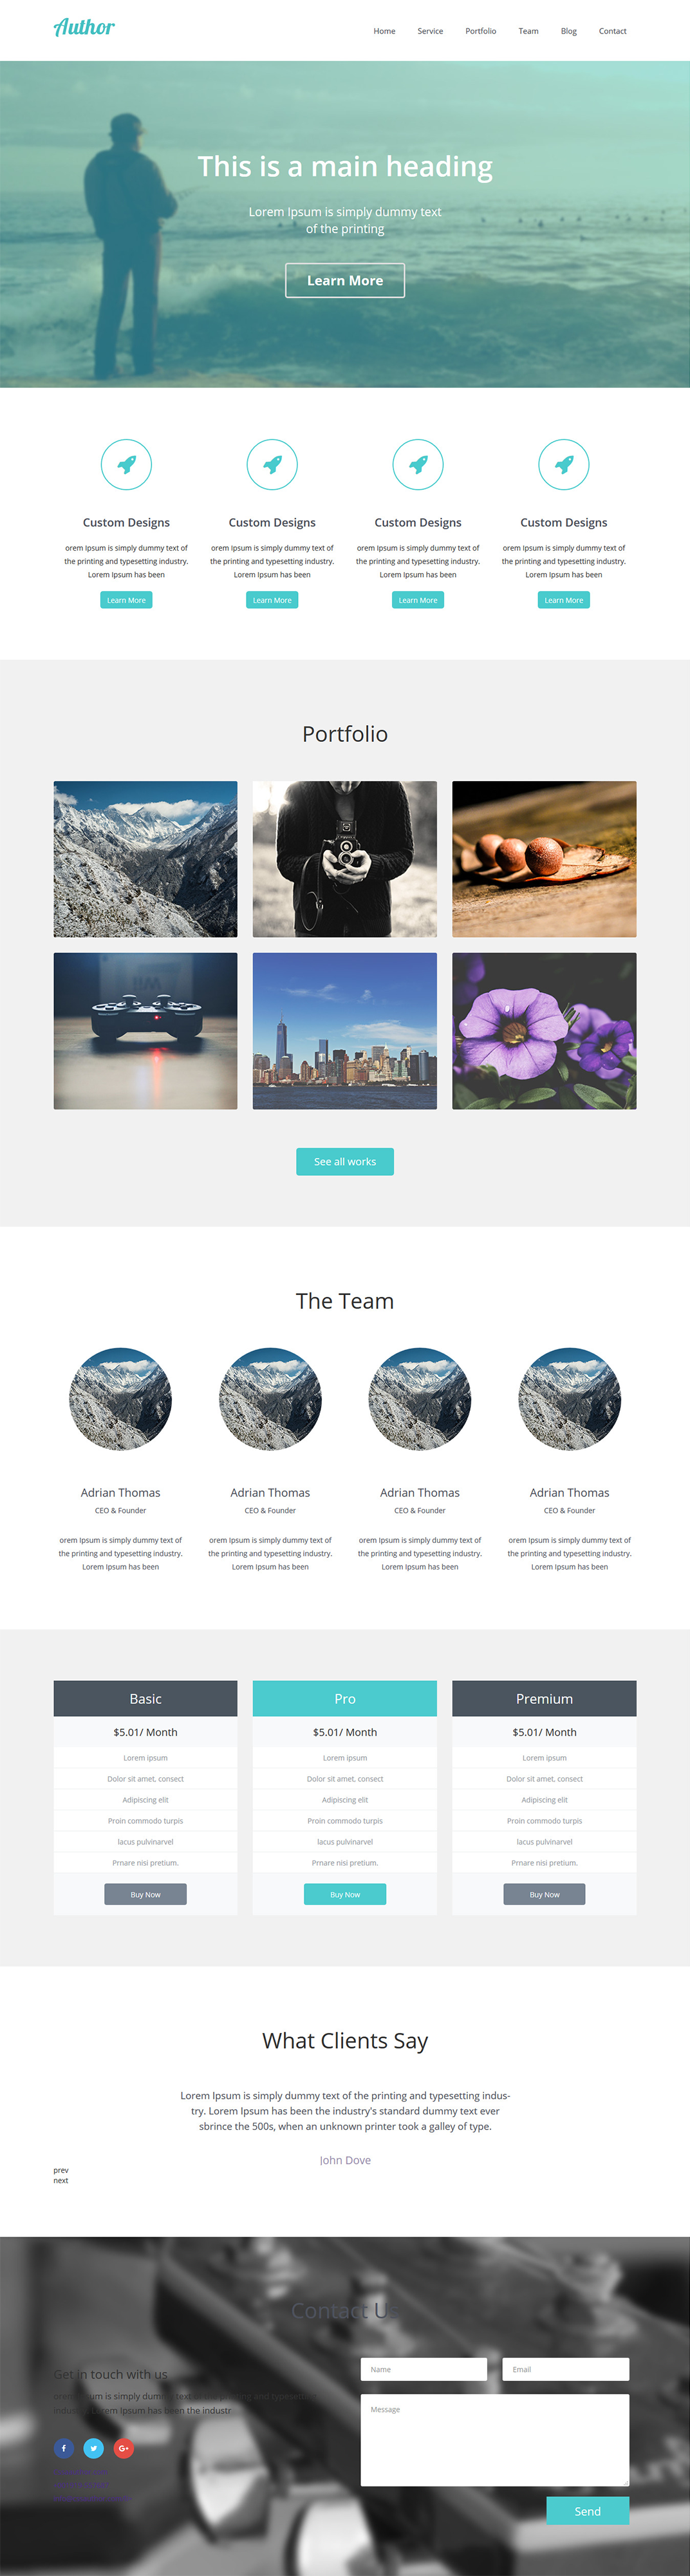 Author
Home Service Portfolio Team Blog Contact
This is a main heading
Lorem Ipsum is simply dummy text
of the printing
Learn More
Custom Designs
orem Ipsum is simply dummy text of
the printing and typesetting industry.
Lorem Ipsum has been
Learn More
Custom Designs
orem Ipsum is simply dummy text of
the printing and typesetting industry.
Lorem Ipsum has been
Learn More
Custom Designs
orem Ipsum is simply dummy text of
the printing and typesetting industry.
Lorem Ipsum has been
Learn More
Custom Designs
orem Ipsum is simply dummy text of
the printing and typesetting industry.
Lorem Ipsum has been
Learn More
Portfolio
See all works
The Team
Adrian Thomas
CEO & Founder
orem Ipsum is simply dummy text of
the printing and typesetting industry.
Lorem Ipsum has been
Adrian Thomas
CEO & Founder
orem Ipsum is simply dummy text of
the printing and typesetting industry.
Lorem Ipsum has been
Adrian Thomas
CEO & Founder
orem Ipsum is simply dummy text of
the printing and typesetting industry.
Lorem Ipsum has been
Adrian Thomas
CEO & Founder
orem Ipsum is simply dummy text of
the printing and typesetting industry.
Lorem Ipsum has been
Basic
$5.01/ Month
Lorem ipsum
Dolor sit amet, consect
Adipiscing elit
Proin commodo turpis
lacus pulvinarvel
Prnare nisi pretium.
Buy Now
Pro
$5.01/ Month
Lorem ipsum
Dolor sit amet, consect
Adipiscing elit
Proin commodo turpis
lacus pulvinarvel
Prnare nisi pretium.
Buy Now
Premium
$5.01/ Month
Lorem ipsum
Dolor sit amet, consect
Adipiscing elit
Proin commodo turpis
lacus pulvinarvel
Prnare nisi pretium.
Buy Now
What Clients Say
Lorem Ipsum is simply dummy text of the printing and typesetting indus-
try. Lorem Ipsum has been the industry's standard dummy text ever
sbrince the 500s, when an unknown printer took a galley of type.
John Dove
prev
next
Contact Us
Get in touch with us
orem Ipsum is simply dummy text of the printing and typesetting
industry. Lorem Ipsum has been the industr
f
G+
Name
Email
Message
Send